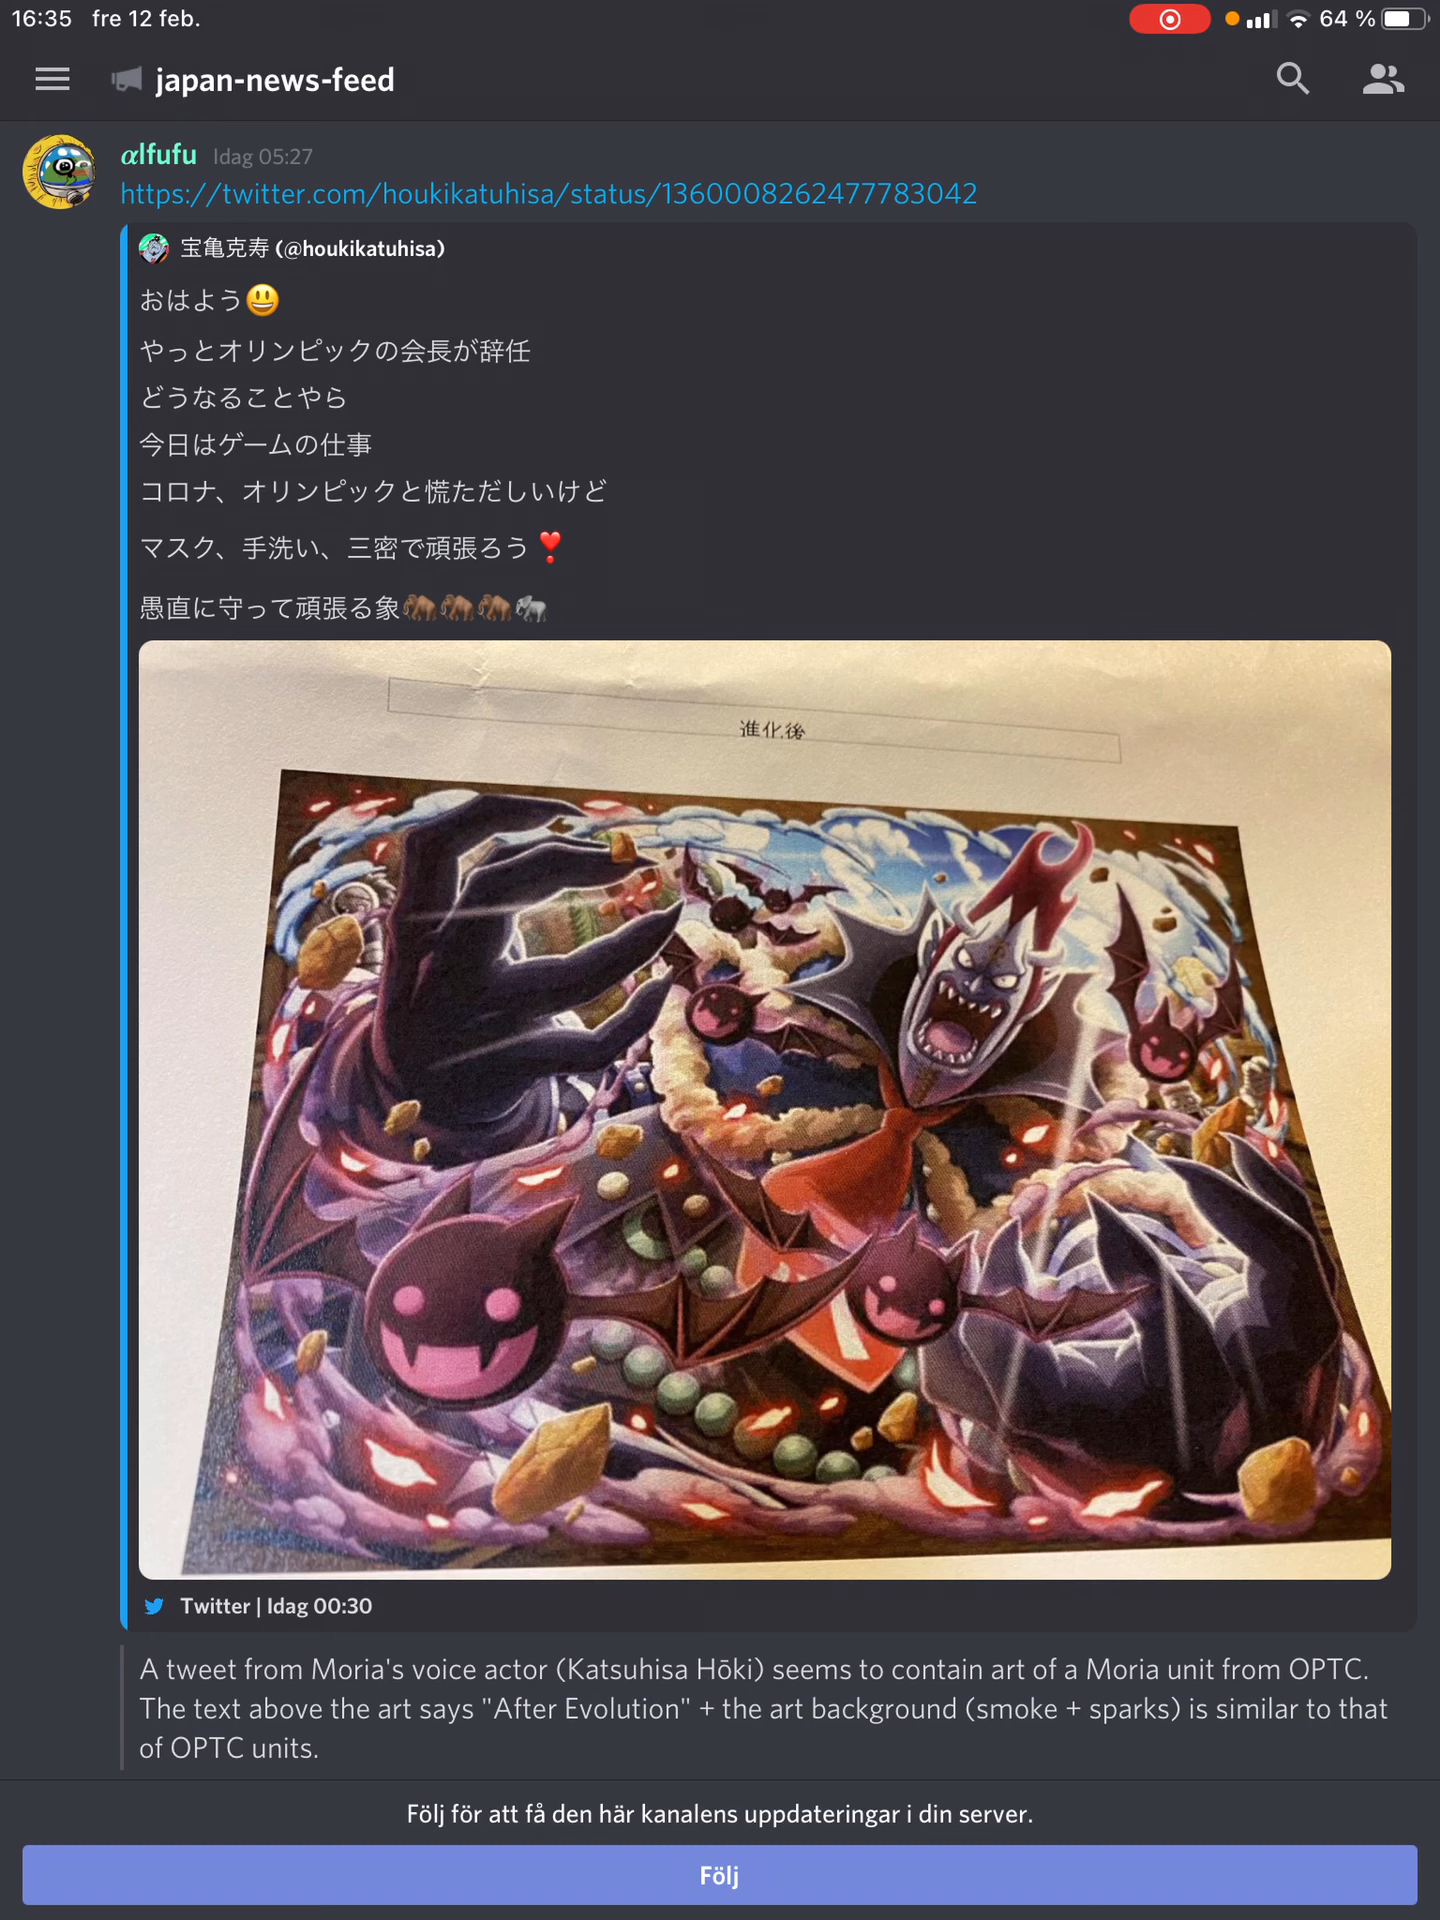 16:35 fre 12 feb. 64 %
japan-news-feed
αlfufu Idag 05:27
https://twitter.com/houkikatuhisa/status/1360008262477783042
宝亀克寿 (@houkikatuhisa)
おはよう😃
やっとオリンピックの会長が辞任
どうなることやら
今日はゲームの仕事
コロナ、オリンピックと慌ただしいけど
マスク、手洗い、三密で頑張ろう❣️
愚直に守って頑張る象🦣🦣🦣🐘
進化後
Twitter | Idag 00:30
A tweet from Moria's voice actor (Katsuhisa Hōki) seems to contain art of a Moria unit from OPTC.
The text above the art says "After Evolution" + the art background (smoke + sparks) is similar to that
of OPTC units.
Följ för att få den här kanalens uppdateringar i din server.
Följ